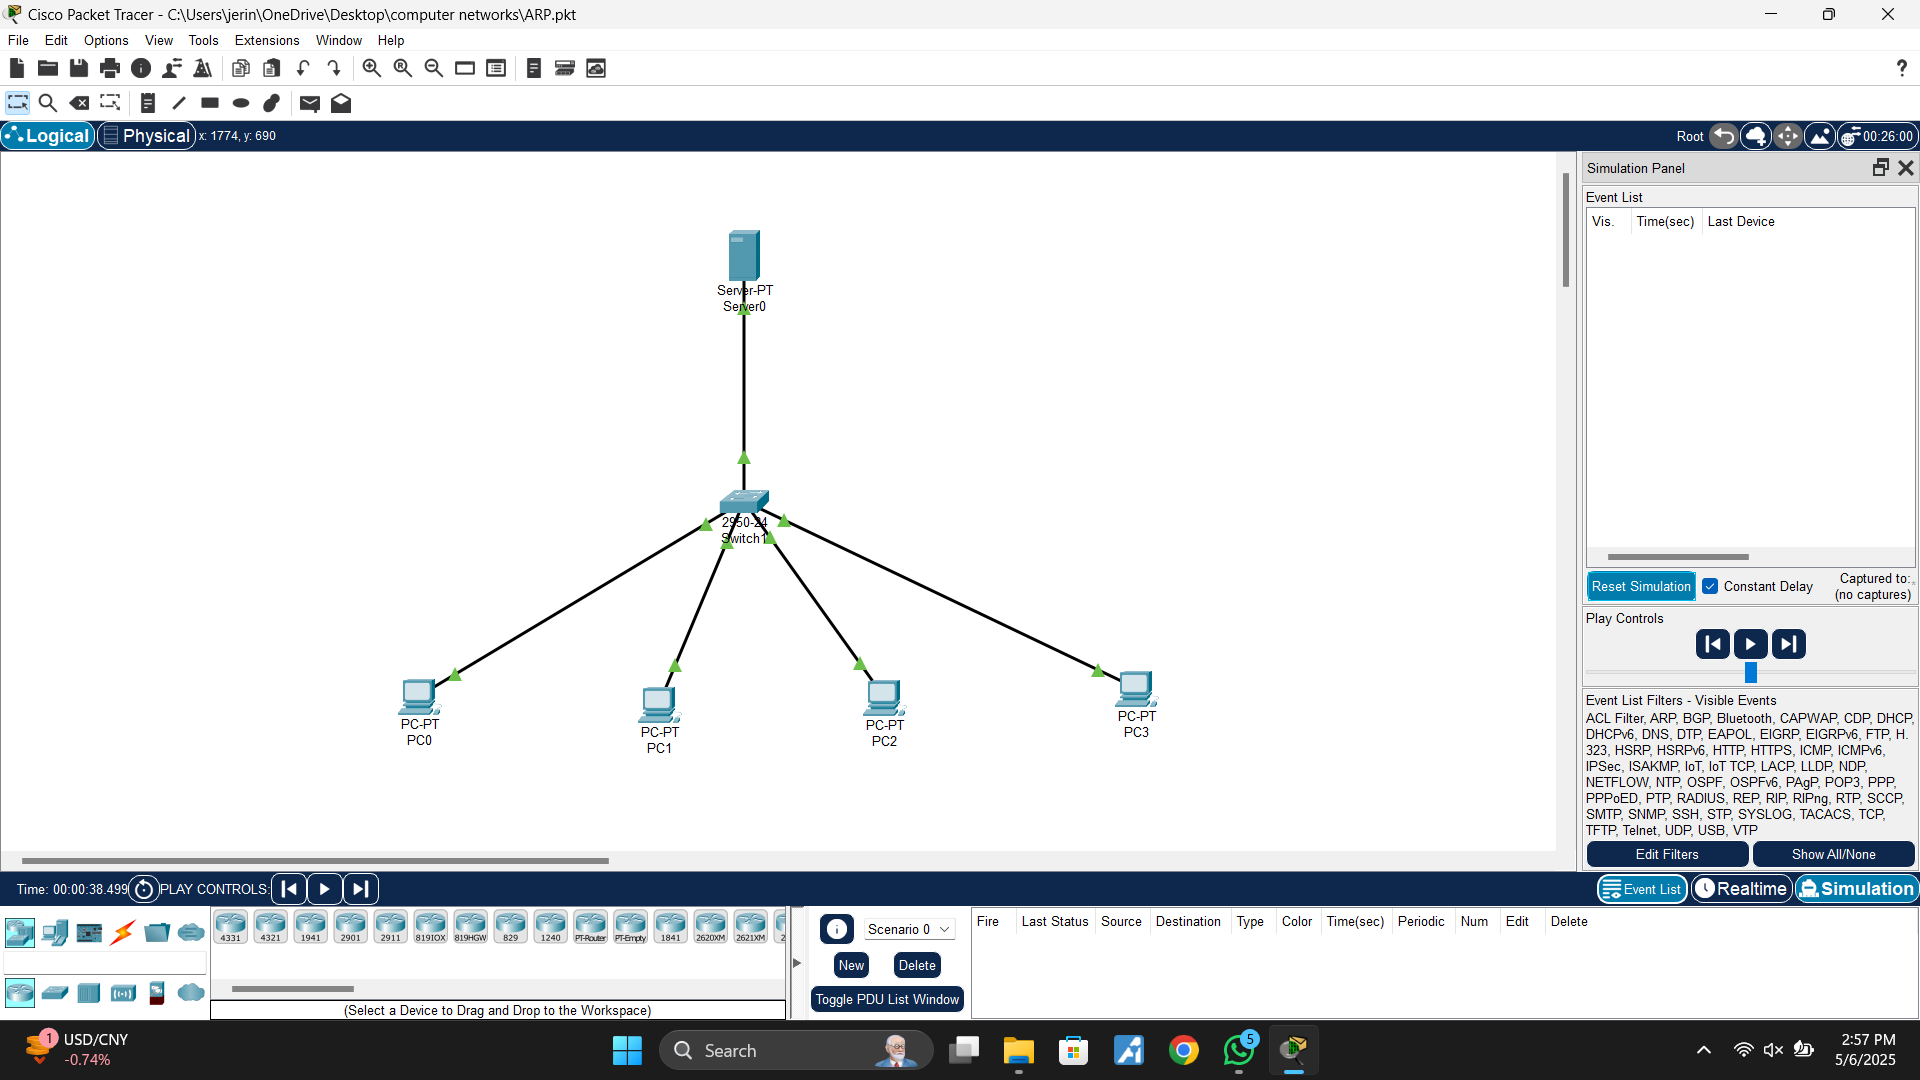 Cisco Packet Tracer - C:\Users\jerin\OneDrive\Desktop\computer networks\ARP.pkt
File Edit Options View Tools Extensions Window Help
?
Logical Physical x: 1774, y: 690 Root 00:26:00
Simulation Panel
Event List
Vis. Time(sec) Last Device
Server-PT
Server0
2950-24
Switch1
PC-PT
PC0
PC-PT
PC1
PC-PT
PC2
PC-PT
PC3
Reset Simulation Constant Delay Captured to:
(no captures)
Play Controls
Event List Filters - Visible Events
ACL Filter, ARP, BGP, Bluetooth, CAPWAP, CDP, DHCP,
DHCPv6, DNS, DTP, EAPOL, EIGRP, EIGRPv6, FTP, H.
323, HSRP, HSRPv6, HTTP, HTTPS, ICMP, ICMPv6,
IPSec, ISAKMP, IoT, IoT TCP, LACP, LLDP, NDP,
NETFLOW, NTP, OSPF, OSPFv6, PAgP, POP3, PPP,
PPPoED, PTP, RADIUS, REP, RIP, RIPng, RTP, SCCP,
SMTP, SNMP, SSH, STP, SYSLOG, TACACS, TCP,
TFTP, Telnet, UDP, USB, VTP
Edit Filters Show All/None
Time: 00:00:38.499 PLAY CONTROLS: Event List Realtime Simulation
4331 4321 1941 2901 2911 819IOX 819HGW 829 1240 PT-Router PT-Empty 1841 2620XM 2621XM 2
(Select a Device to Drag and Drop to the Workspace)
Scenario 0
New Delete
Toggle PDU List Window
Fire Last Status Source Destination Type Color Time(sec) Periodic Num Edit Delete
1 USD/CNY
-0.74%
Search
5
2:57 PM
5/6/2025